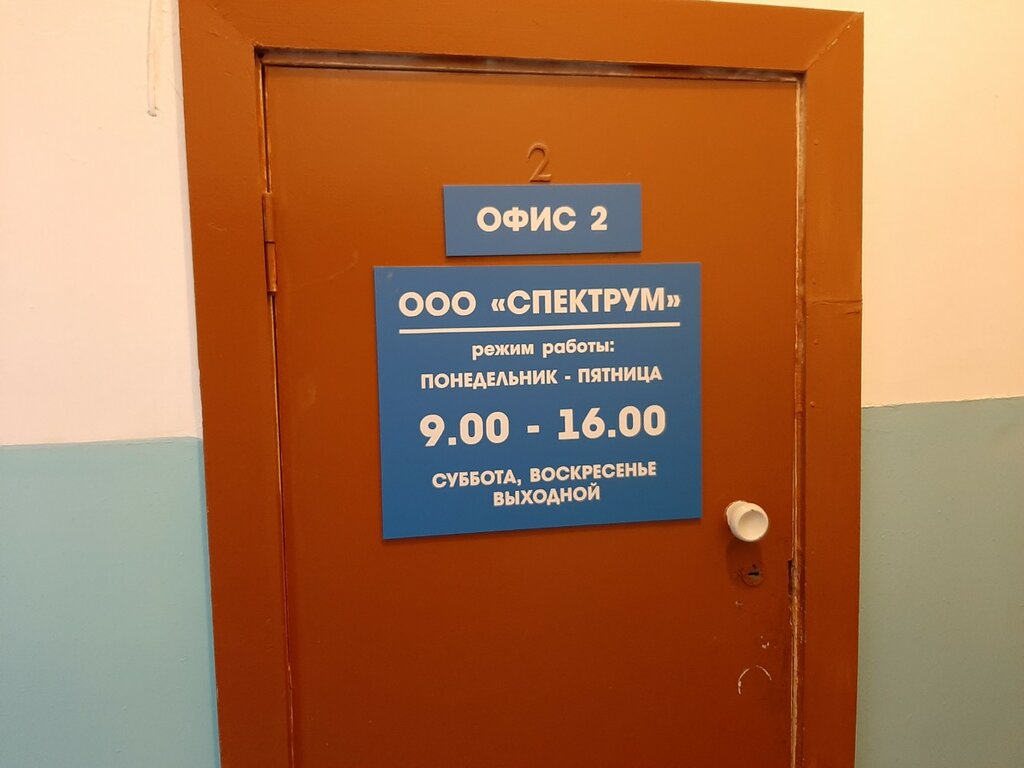 2
ОФИС 2
ООО «СПЕКТРУМ»
режим работы:
ПОНЕДЕЛЬНИК - ПЯТНИЦА
9.00 - 16.00
СУББОТА, ВОСКРЕСЕНЬЕ
ВЫХОДНОЙ